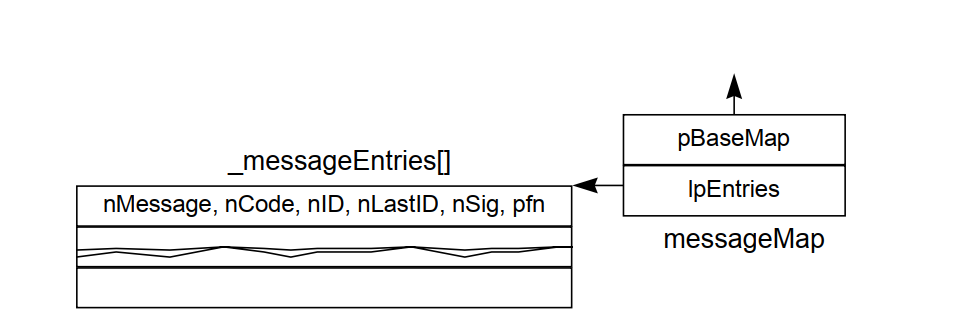 pBaseMap
_messageEntries[]
lpEntries
nMessage, nCode, nID, nLastID, nSig, pfn
messageMap